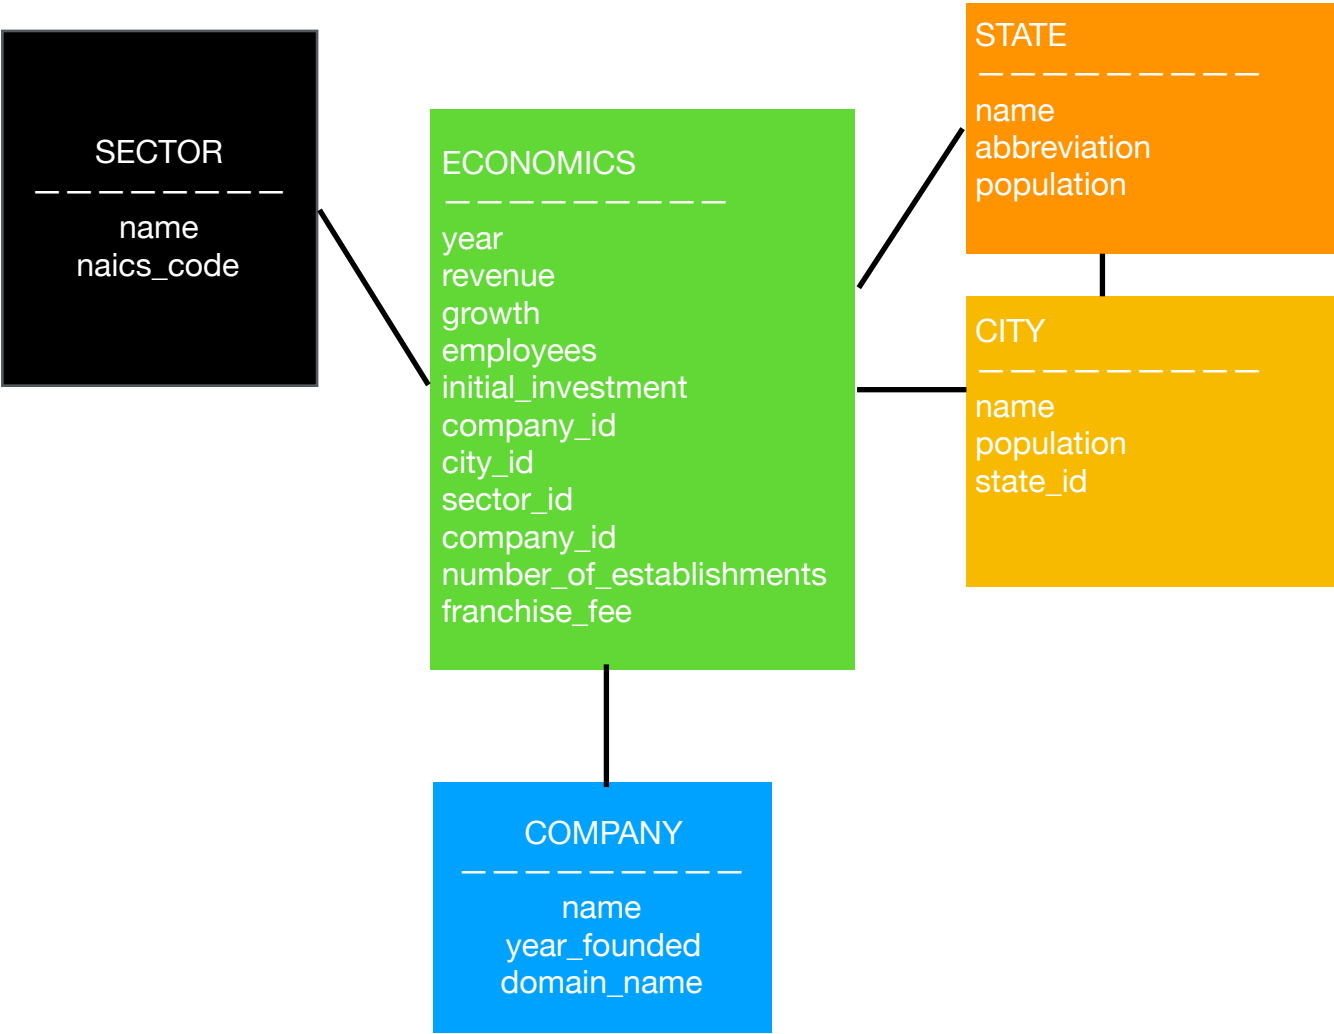 SECTOR
— — — — — — — —
name
naics_code
ECONOMICS
— — — — — — — — —
year
revenue
growth
employees
initial_investment
company_id
city_id
sector_id
company_id
number_of_establishments
franchise_fee
STATE
— — — — — — — — —
name
abbreviation
population
CITY
— — — — — — — — —
name
population
state_id
COMPANY
— — — — — — — — —
name
year_founded
domain_name